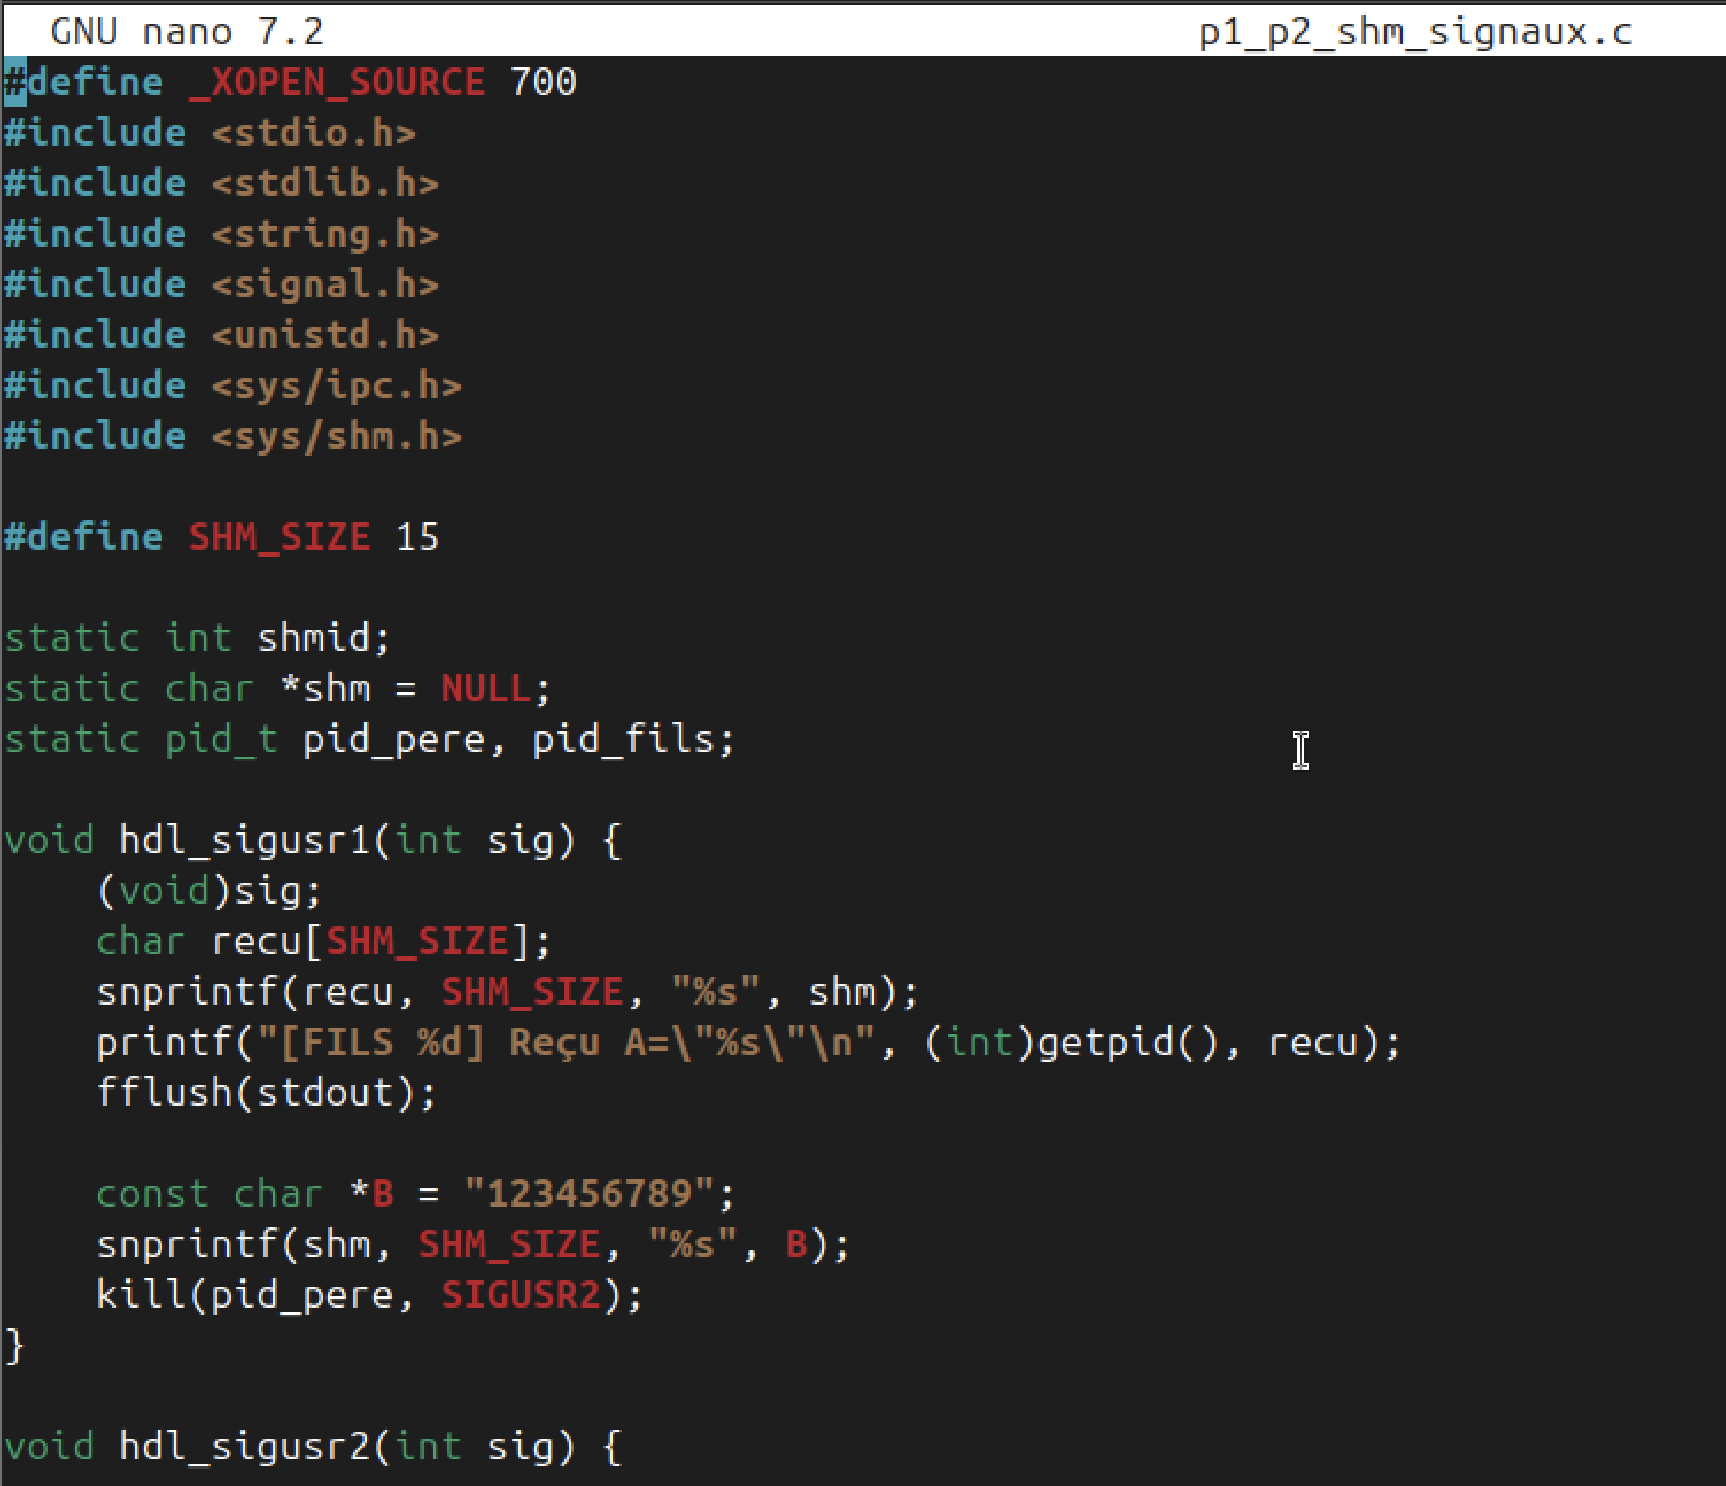 GNU nano 7.2 p1_p2_shm_signaux.c
#define _XOPEN_SOURCE 700
#include <stdio.h>
#include <stdlib.h>
#include <string.h>
#include <signal.h>
#include <unistd.h>
#include <sys/ipc.h>
#include <sys/shm.h>

#define SHM_SIZE 15

static int shmid;
static char *shm = NULL;
static pid_t pid_pere, pid_fils;

void hdl_sigusr1(int sig) {
    (void)sig;
    char recu[SHM_SIZE];
    snprintf(recu, SHM_SIZE, "%s", shm);
    printf("[FILS %d] Reçu A=\"%s\"\n", (int)getpid(), recu);
    fflush(stdout);

    const char *B = "123456789";
    snprintf(shm, SHM_SIZE, "%s", B);
    kill(pid_pere, SIGUSR2);
}

void hdl_sigusr2(int sig) {